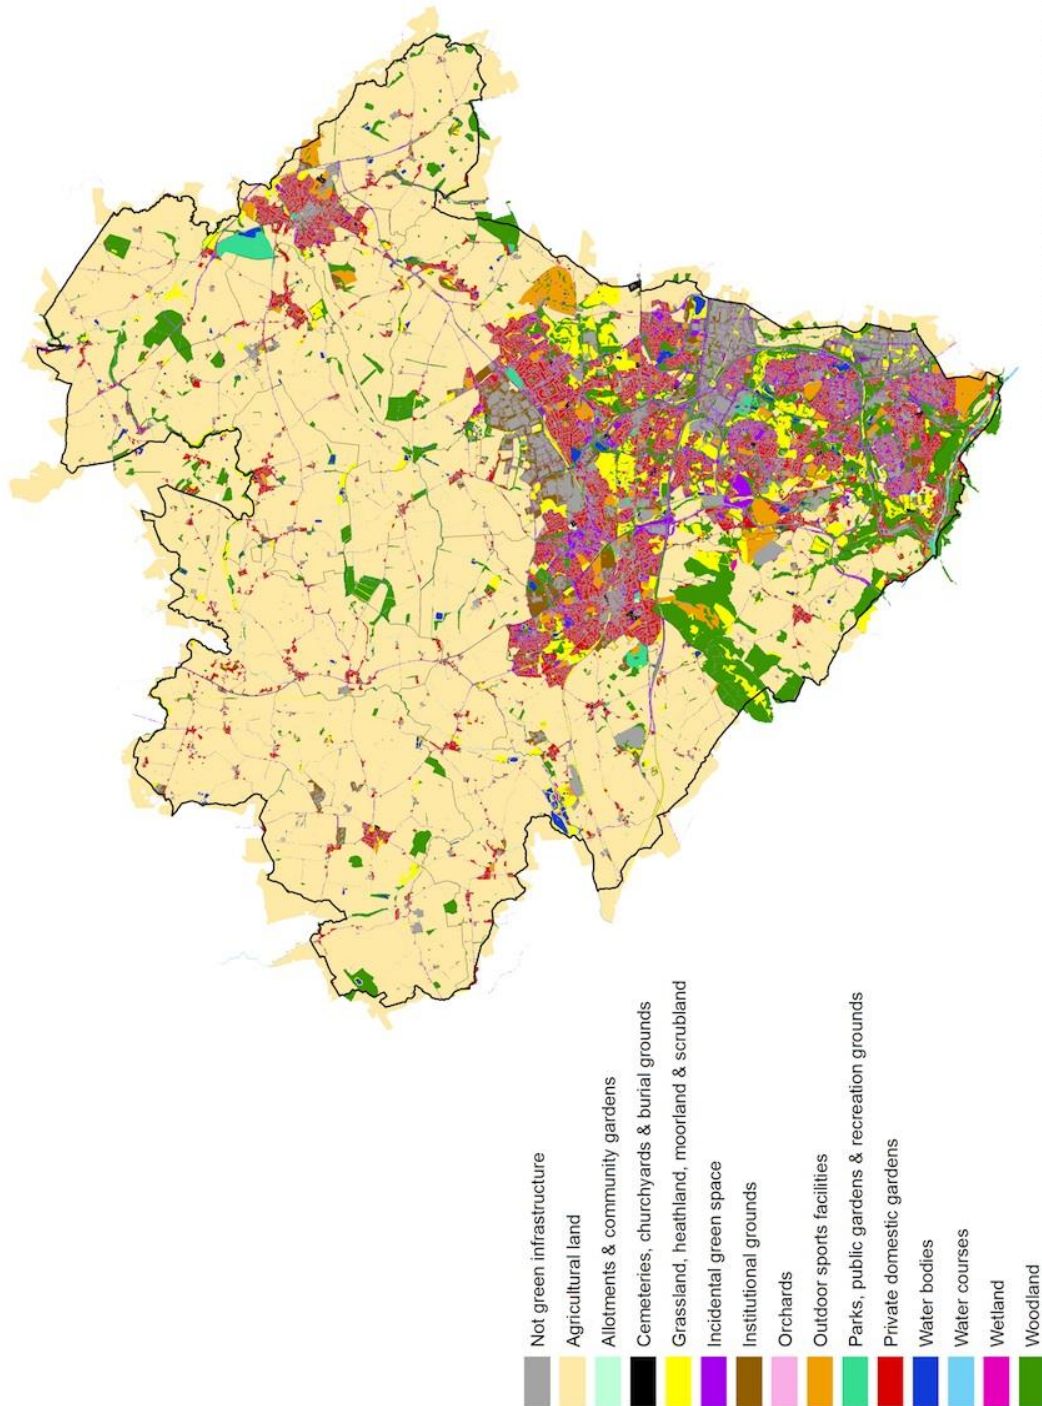 Not green infrastructure
Agricultural land
Allotments & community gardens
Cemeteries, churchyards & burial grounds
Grassland, heathland, moorland & scrubland
Incidental green space
Institutional grounds
Orchards
Outdoor sports facilities
Parks, public gardens & recreation grounds
Private domestic gardens
Water bodies
Water courses
Wetland
Woodland